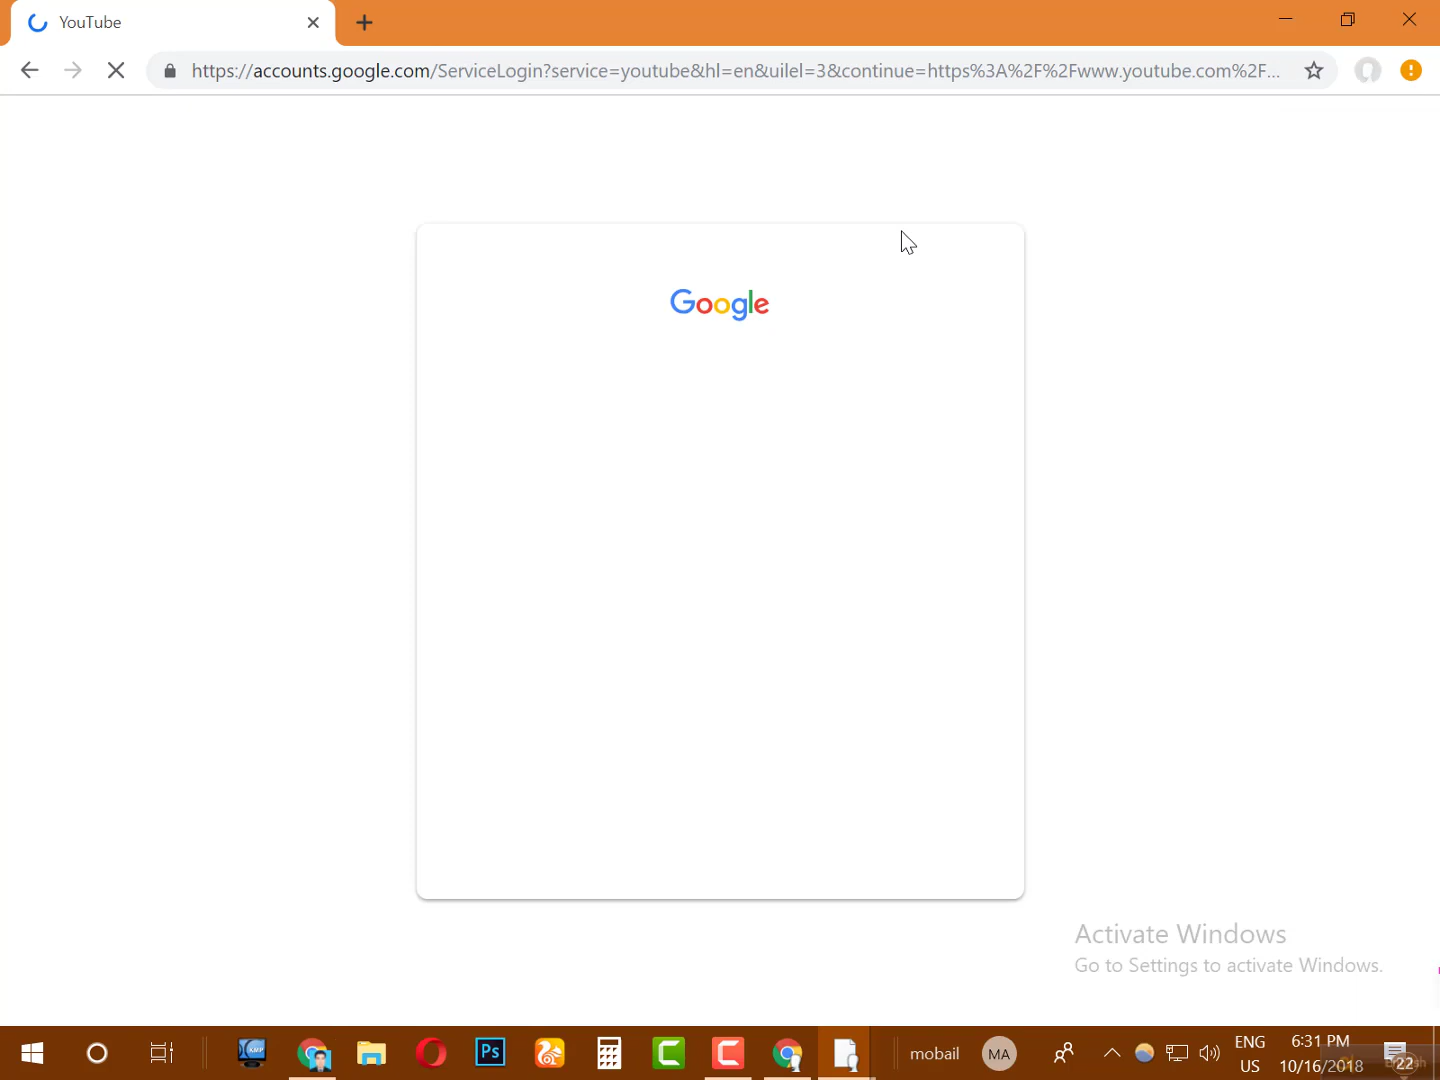 YouTube
https://accounts.google.com/ServiceLogin?service=youtube&hl=en&uilel=3&continue=https%3A%2F%2Fwww.youtube.com%2F...
Google
Activate Windows
Go to Settings to activate Windows.
KMP
Ps
mobail
MA
ENG
US
6:31 PM
10/16/2018
22